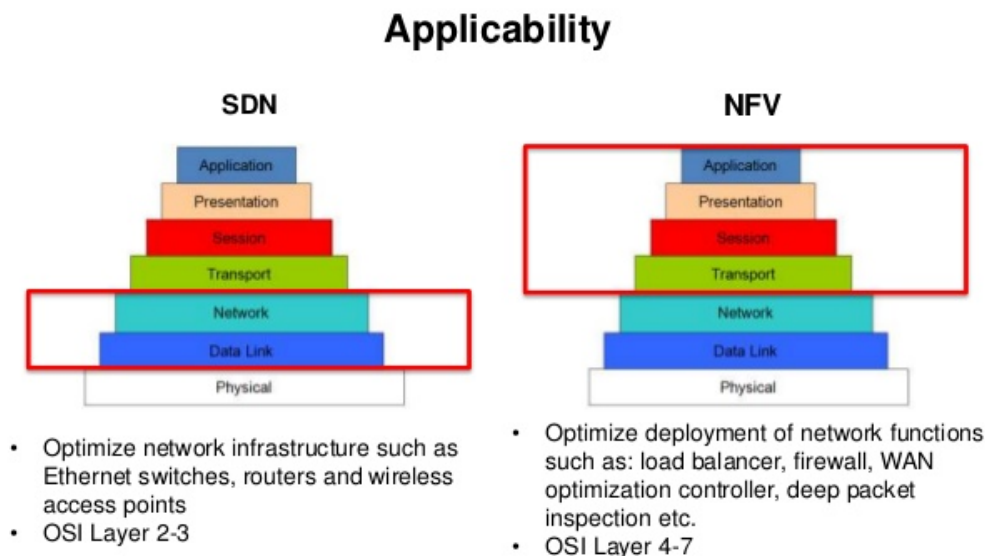 Applicability
SDN
Application
Presentation
Session
Transport
Network
Data Link
Physical
• Optimize network infrastructure such as
Ethernet switches, routers and wireless
access points
• OSI Layer 2-3
NFV
Application
Presentation
Session
Transport
Network
Data Link
Physical
• Optimize deployment of network functions
such as: load balancer, firewall, WAN
optimization controller, deep packet
inspection etc.
• OSI Layer 4-7